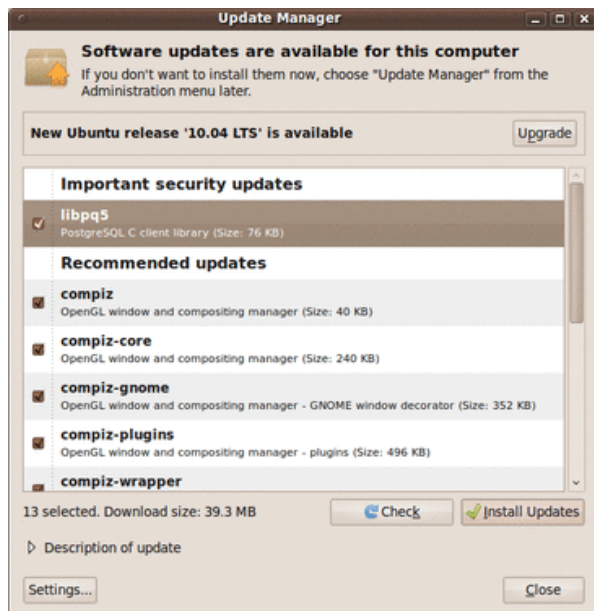 Update Manager
Software updates are available for this computer
If you don't want to install them now, choose "Update Manager" from the
Administration menu later.
New Ubuntu release '10.04 LTS' is available
Upgrade
Important security updates
libpq5
PostgreSQL C client library (Size: 76 KB)
Recommended updates
compiz
OpenGL window and compositing manager (Size: 40 KB)
compiz-core
OpenGL window and compositing manager (Size: 240 KB)
compiz-gnome
OpenGL window and compositing manager - GNOME window decorator (Size: 352 KB)
compiz-plugins
OpenGL window and compositing manager - plugins (Size: 496 KB)
compiz-wrapper
13 selected. Download size: 39.3 MB
Check
Install Updates
Description of update
Settings...
Close